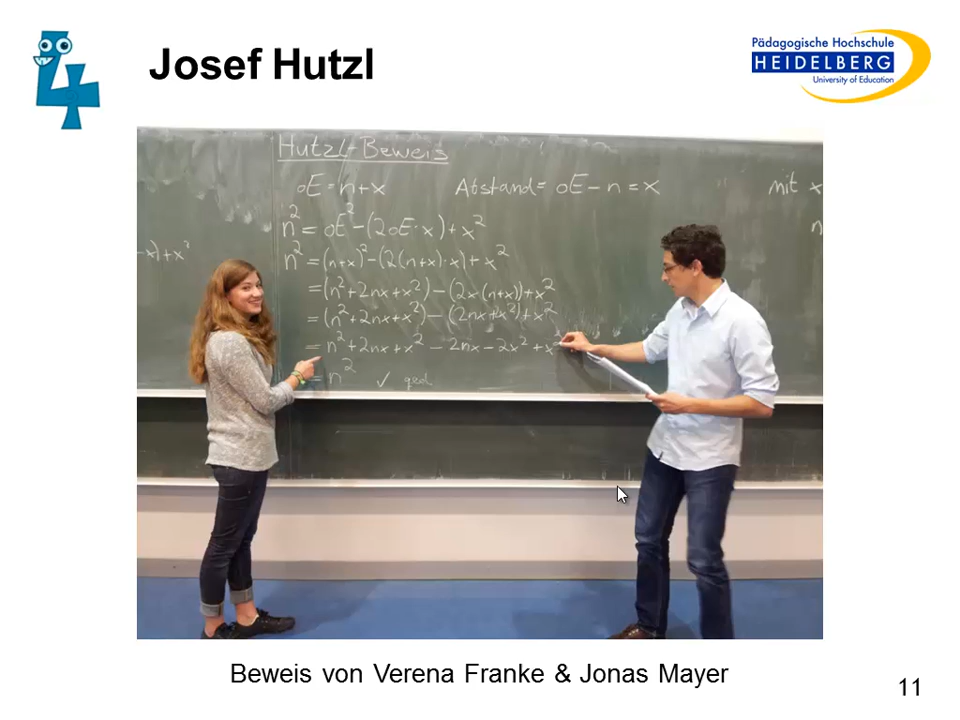 Josef Hutzl
Pädagogische Hochschule
HEIDELBERG
University of Education
Hutzl-Beweis
oE = n+x
Abstand = oE - n = x
mit x
n² = oE² - (2oE·x) + x²
n
-x)+x²
n² = (n+x)² - (2(n+x)·x) + x²
= (n²+2nx+x²) - (2x(n+x)) + x²
= (n²+2nx+x²) - (2nx+x²) + x²
= n² + 2nx + x² - 2nx - 2x² + x²
= n² ✓ qed
Beweis von Verena Franke & Jonas Mayer
11